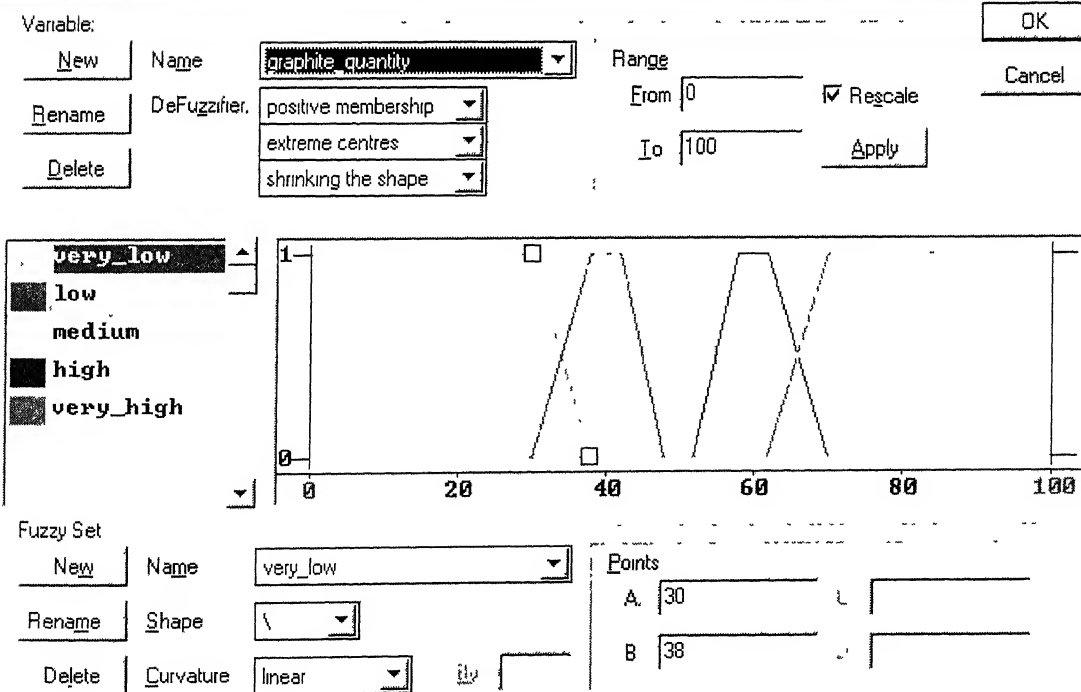 Variable:
New Name graphite_quantity
Rename DeFuzzifier. positive membership
extreme centres
Delete shrinking the shape
Range
From 0 Rescale
To 100 Apply
OK
Cancel
very_low
low
medium
high
very_high
1
0
0 20 40 60 80 100
Fuzzy Set
New Name very_low
Rename Shape \
Delete Curvature linear
Points
A. 30
B 38